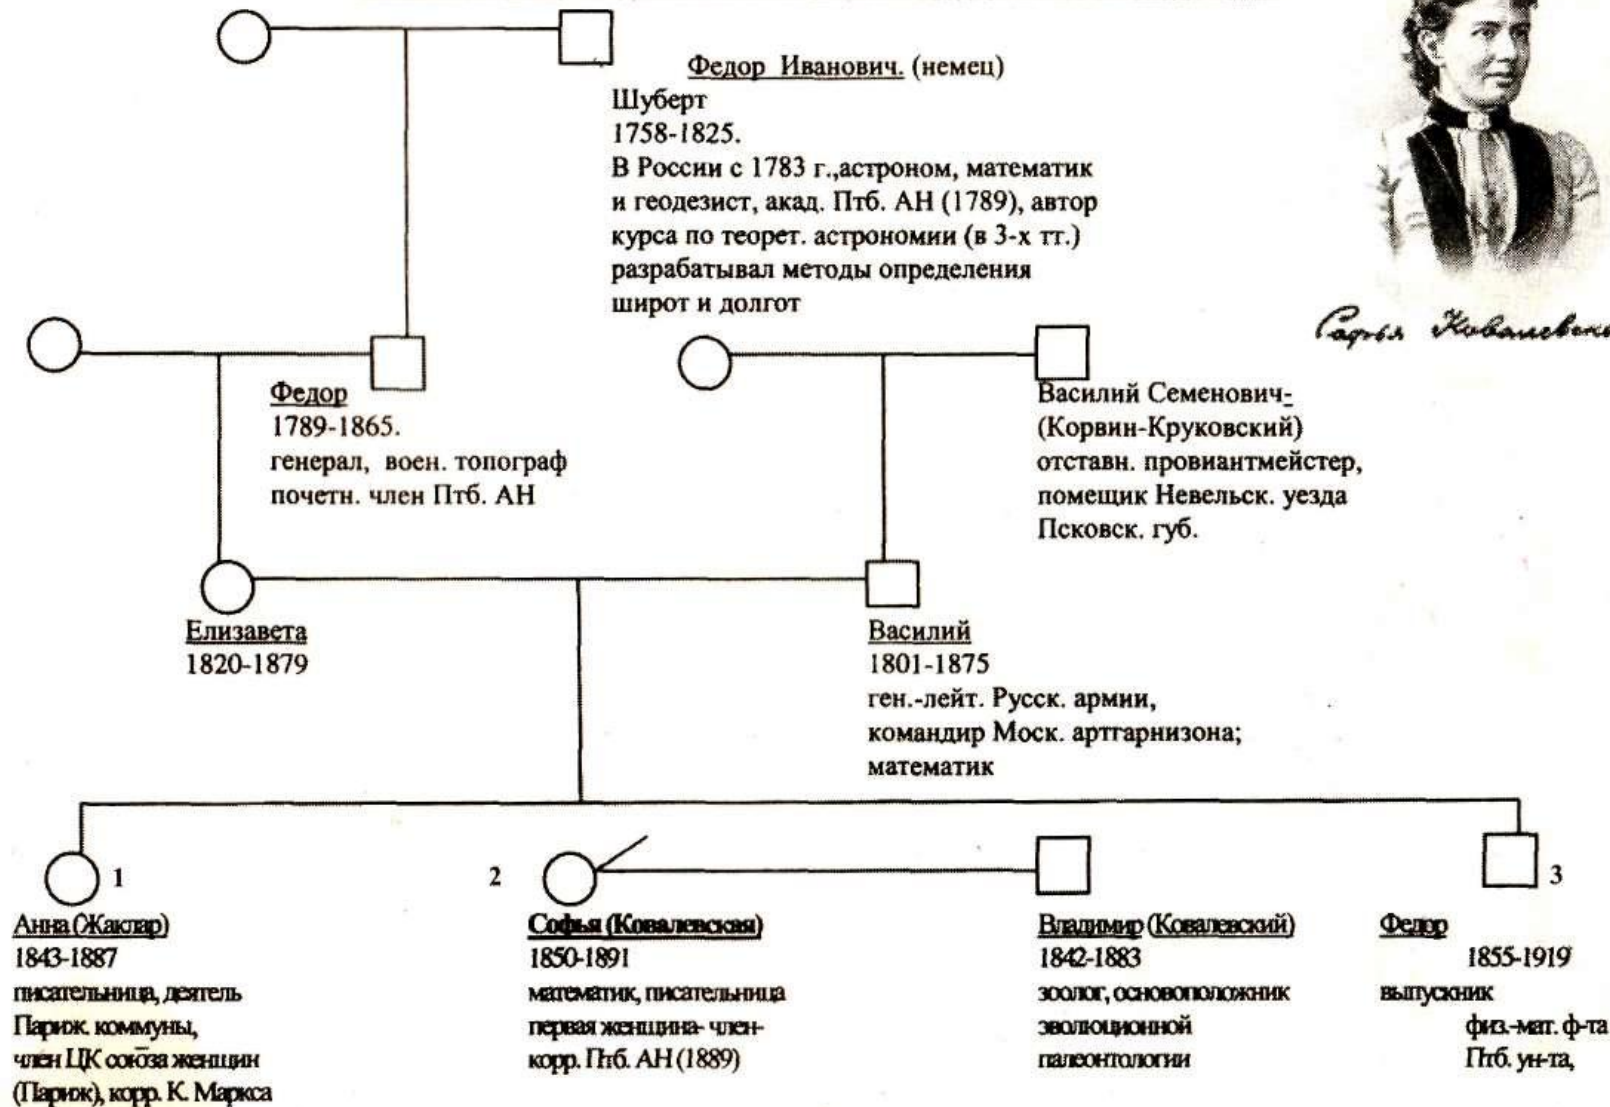 Федор Иванович. (немец)
Шуберт
1758-1825.
В России с 1783 г.,астроном, математик
и геодезист, акад. Птб. АН (1789), автор
курса по теорет. астрономии (в 3-х тт.)
разрабатывал методы определения
широт и долгот
Софья Ковалевска
Федор
1789-1865.
генерал, воен. топограф
почетн. член Птб. АН
Василий Семенович-
(Корвин-Круковский)
отставн. провиантмейстер,
помещик Невельск. уезда
Псковск. губ.
Елизавета
1820-1879
Василий
1801-1875
ген.-лейт. Русск. армии,
командир Моск. артгарнизона;
математик
1
Анна (Жаклар)
1843-1887
писательница, деятель
Париж. коммуны,
член ЦК союза женщин
(Париж), корр. К. Маркса
2
Софья (Ковалевская)
1850-1891
математик, писательница
первая женщина- член-
корр. Птб. АН (1889)
Владимир (Ковалевский)
1842-1883
зоолог, основоположник
эволюционной
палеонтологии
3
Федор
1855-1919
выпускник
физ.-мат. ф-та
Птб. ун-та,